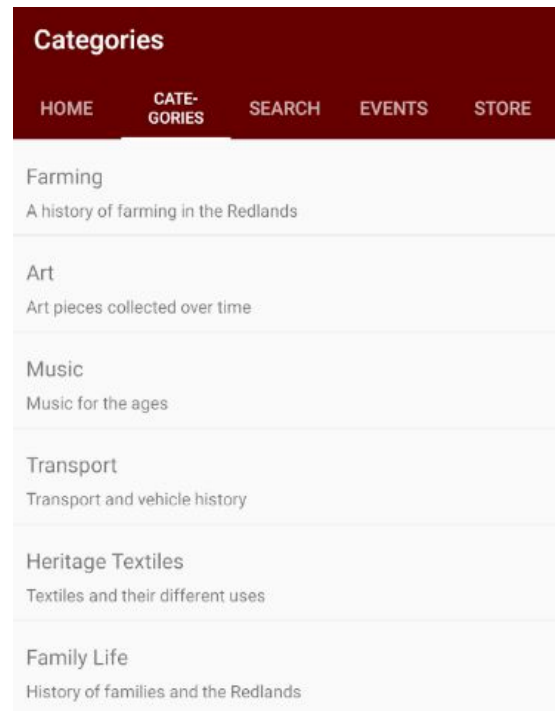 Categories
HOME CATE-
GORIES SEARCH EVENTS STORE
Farming
A history of farming in the Redlands
Art
Art pieces collected over time
Music
Music for the ages
Transport
Transport and vehicle history
Heritage Textiles
Textiles and their different uses
Family Life
History of families and the Redlands